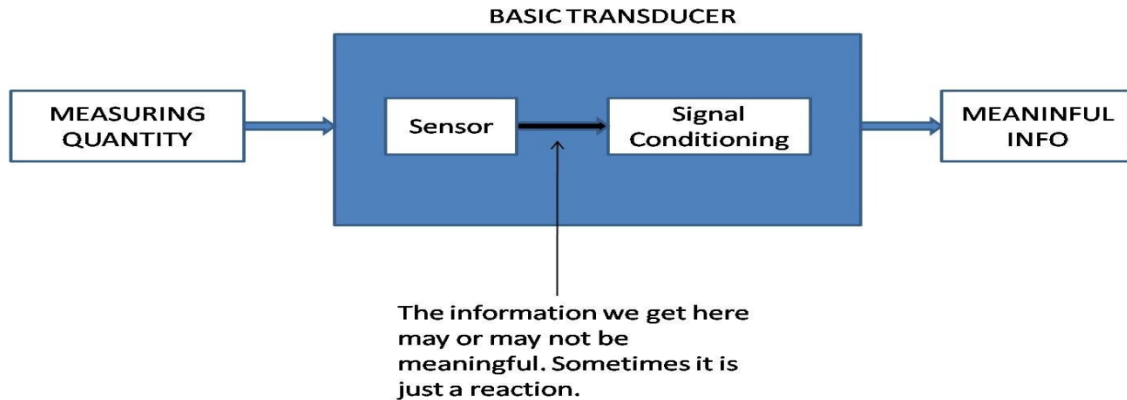 BASIC TRANSDUCER
MEASURING
QUANTITY
Sensor
Signal
Conditioning
MEANINFUL
INFO
The information we get here
may or may not be
meaningful. Sometimes it is
just a reaction.